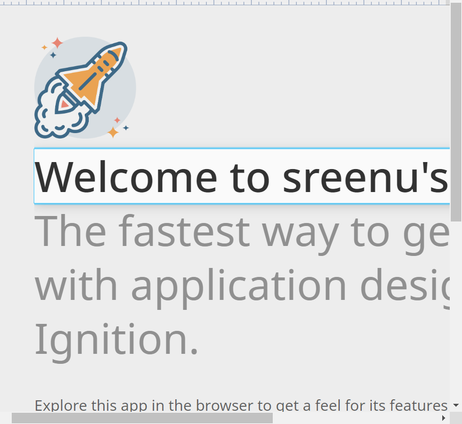 Welcome to sreenu's
The fastest way to ge
with application desig
Ignition.
Explore this app in the browser to get a feel for its features